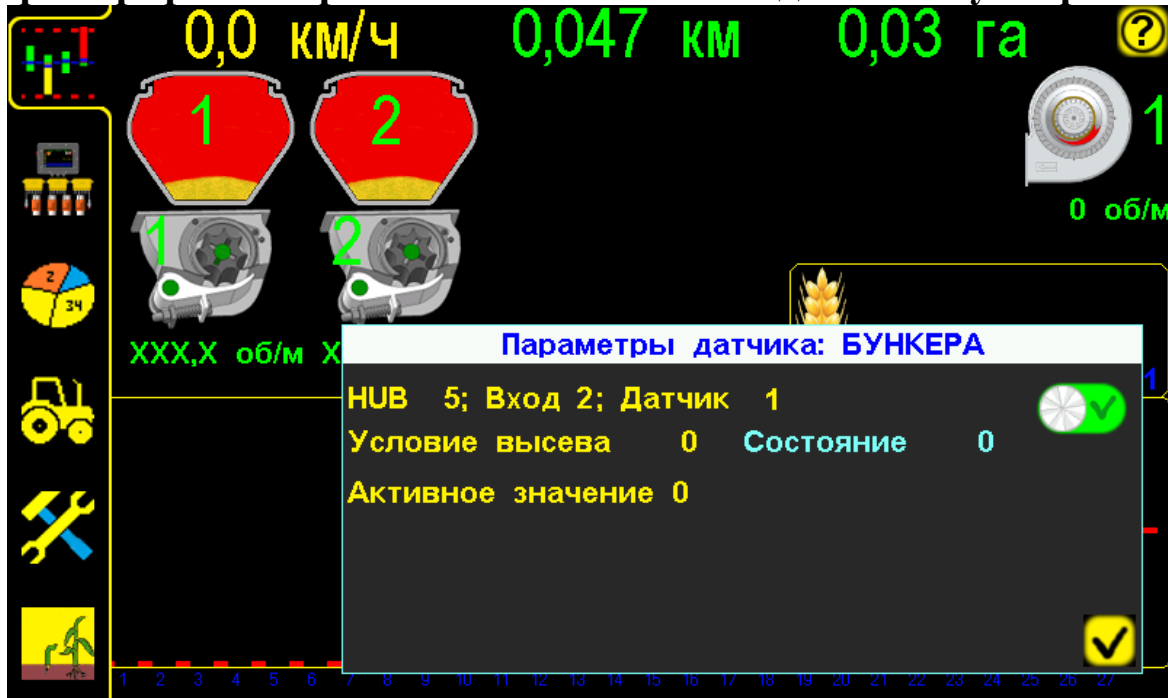 0,0 км/ч 0,047 км 0,03 га ?
1 2 1
1 2
0 об/м
2
34
XXX,X об/м X
Параметры датчика: БУНКЕРА
1
HUB 5; Вход 2; Датчик 1
Условие высева 0 Состояние 0
Активное значение 0
1 2 3 4 5 6 7 8 9 10 11 12 13 14 15 16 17 18 19 20 21 22 23 24 25 26 27